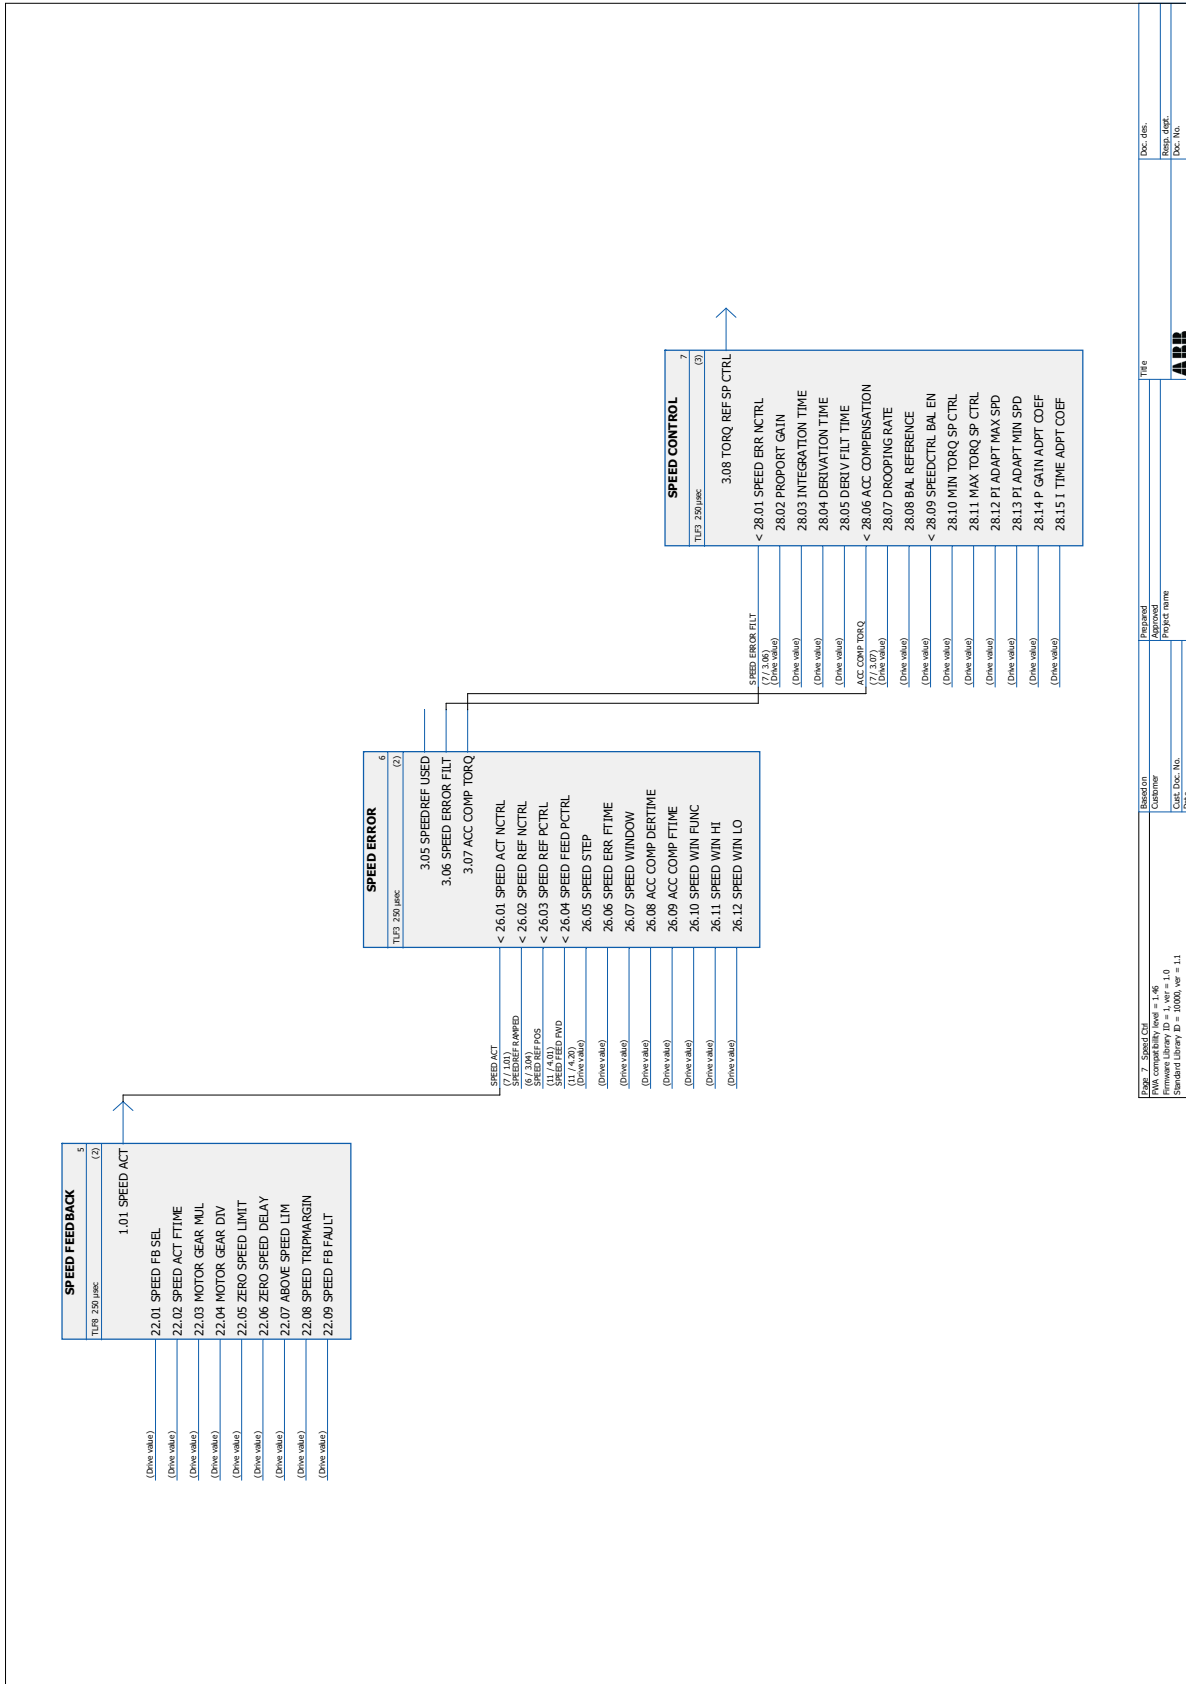 SPEED FEEDBACK
5
TLF8 250 µsec
(2)
1.01 SPEED ACT
22.01 SPEED FB SEL
(Drive value)
22.02 SPEED ACT FTIME
(Drive value)
22.03 MOTOR GEAR MUL
(Drive value)
22.04 MOTOR GEAR DIV
(Drive value)
22.05 ZERO SPEED LIMIT
(Drive value)
22.06 ZERO SPEED DELAY
(Drive value)
22.07 ABOVE SPEED LIM
(Drive value)
22.08 SPEED TRIPMARGIN
(Drive value)
22.09 SPEED FB FAULT
(Drive value)
SPEED ERROR
6
TLF3 250 µsec
(2)
3.05 SPEEDREF USED
3.06 SPEED ERROR FILT
3.07 ACC COMP TORQ
SPEED ACT
< 26.01 SPEED ACT NCTRL
(7 / 1.01)
SPEEDREF RAMPED
< 26.02 SPEED REF NCTRL
(6 / 3.04)
SPEED REF POS
< 26.03 SPEED REF PCTRL
(11 / 4.01)
SPEED FEED FWD
< 26.04 SPEED FEED PCTRL
(11 / 4.20)
26.05 SPEED STEP
(Drive value)
26.06 SPEED ERR FTIME
(Drive value)
26.07 SPEED WINDOW
(Drive value)
26.08 ACC COMP DERTIME
(Drive value)
26.09 ACC COMP FTIME
(Drive value)
26.10 SPEED WIN FUNC
(Drive value)
26.11 SPEED WIN HI
(Drive value)
26.12 SPEED WIN LO
(Drive value)
SPEED CONTROL
7
TLF3 250 µsec
(3)
3.08 TORQ REF SP CTRL
SPEED ERROR FILT
< 28.01 SPEED ERR NCTRL
(7 / 3.06)
28.02 PROPORT GAIN
(Drive value)
28.03 INTEGRATION TIME
(Drive value)
28.04 DERIVATION TIME
(Drive value)
28.05 DERIV FILT TIME
(Drive value)
ACC COMP TORQ
< 28.06 ACC COMPENSATION
(7 / 3.07)
28.07 DROOPING RATE
(Drive value)
28.08 BAL REFERENCE
(Drive value)
< 28.09 SPEEDCTRL BAL EN
(Drive value)
28.10 MIN TORQ SP CTRL
(Drive value)
28.11 MAX TORQ SP CTRL
(Drive value)
28.12 PI ADAPT MAX SPD
(Drive value)
28.13 PI ADAPT MIN SPD
(Drive value)
28.14 P GAIN ADPT COEF
(Drive value)
28.15 I TIME ADPT COEF
(Drive value)
Page 7 Speed Ctrl
FWA compatibility level = 1.46
Firmware Library ID = 1, ver = 1.0
Standard Library ID = 10000, ver = 1.1
Based on
Customer
Cust. Doc. No.
Prepared
Approved
Project name
Title
ABB
Doc. des.
Resp. dept.
Doc. No.